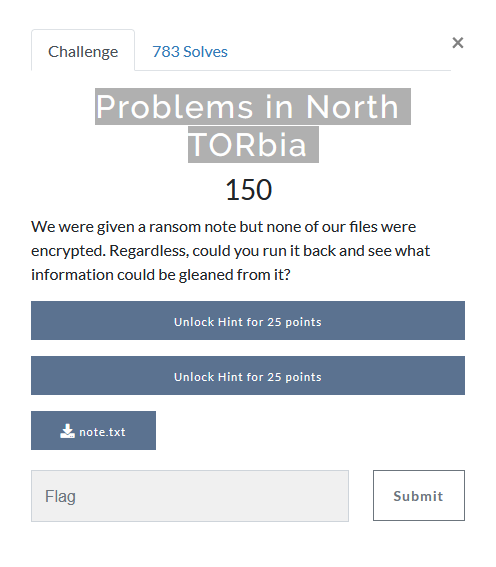 Challenge
783 Solves
×
Problems in North
TORbia
150
We were given a ransom note but none of our files were
encrypted. Regardless, could you run it back and see what
information could be gleaned from it?
Unlock Hint for 25 points
Unlock Hint for 25 points
note.txt
Flag
Submit